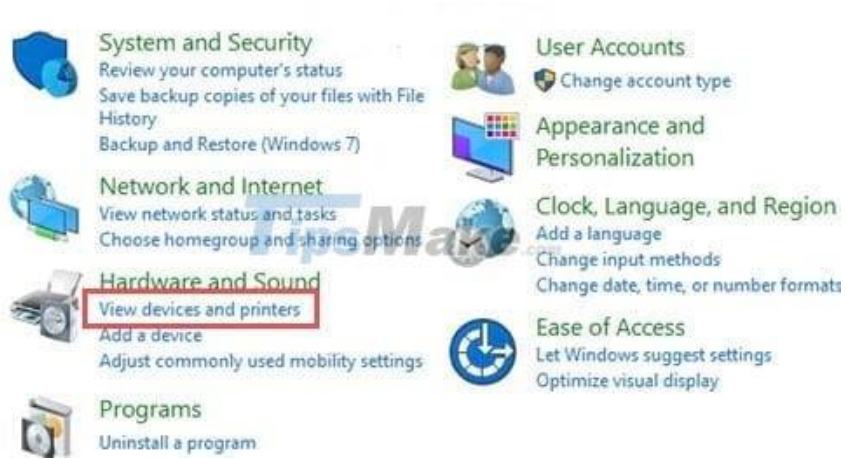 System and Security
Review your computer's status
Save backup copies of your files with File
History
Backup and Restore (Windows 7)
Network and Internet
View network status and tasks
Choose homegroup and sharing options
Hardware and Sound
View devices and printers
Add a device
Adjust commonly used mobility settings
Programs
Uninstall a program
User Accounts
Change account type
Appearance and
Personalization
Clock, Language, and Region
Add a language
Change input methods
Change date, time, or number formats
Ease of Access
Let Windows suggest settings
Optimize visual display
TipsMake.com